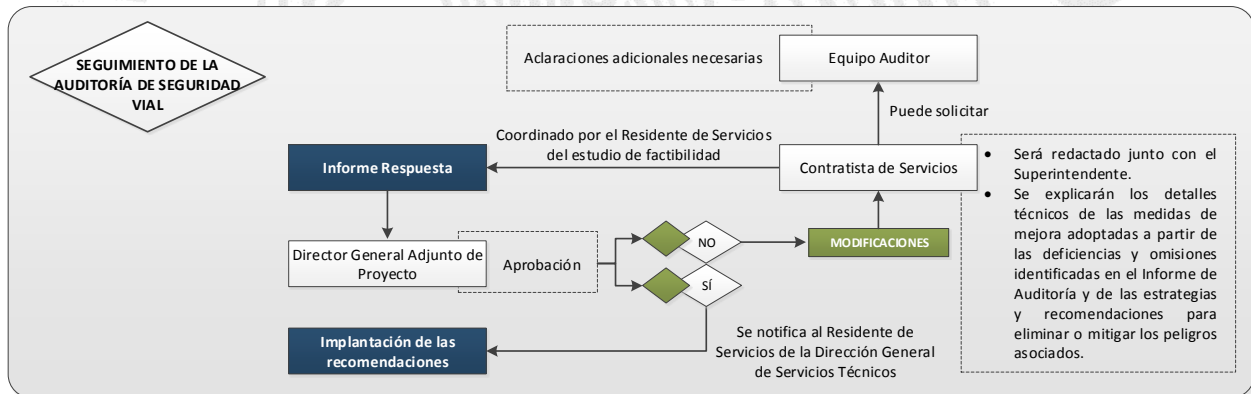 SEGUIMIENTO DE LA
AUDITORÍA DE SEGURIDAD
VIAL
Aclaraciones adicionales necesarias
Equipo Auditor
Puede solicitar
Coordinado por el Residente de Servicios
del estudio de factibilidad
Informe Respuesta
Contratista de Servicios
• Será redactado junto con el
Superintendente.
• Se explicarán los detalles
técnicos de las medidas de
mejora adoptadas a partir de
las deficiencias y omisiones
identificadas en el Informe de
Auditoría y de las estrategias
y recomendaciones para
eliminar o mitigar los peligros
asociados.
Director General Adjunto de
Proyecto
Aprobación
NO
MODIFICACIONES
SÍ
Implantación de las
recomendaciones
Se notifica al Residente de
Servicios de la Dirección General
de Servicios Técnicos